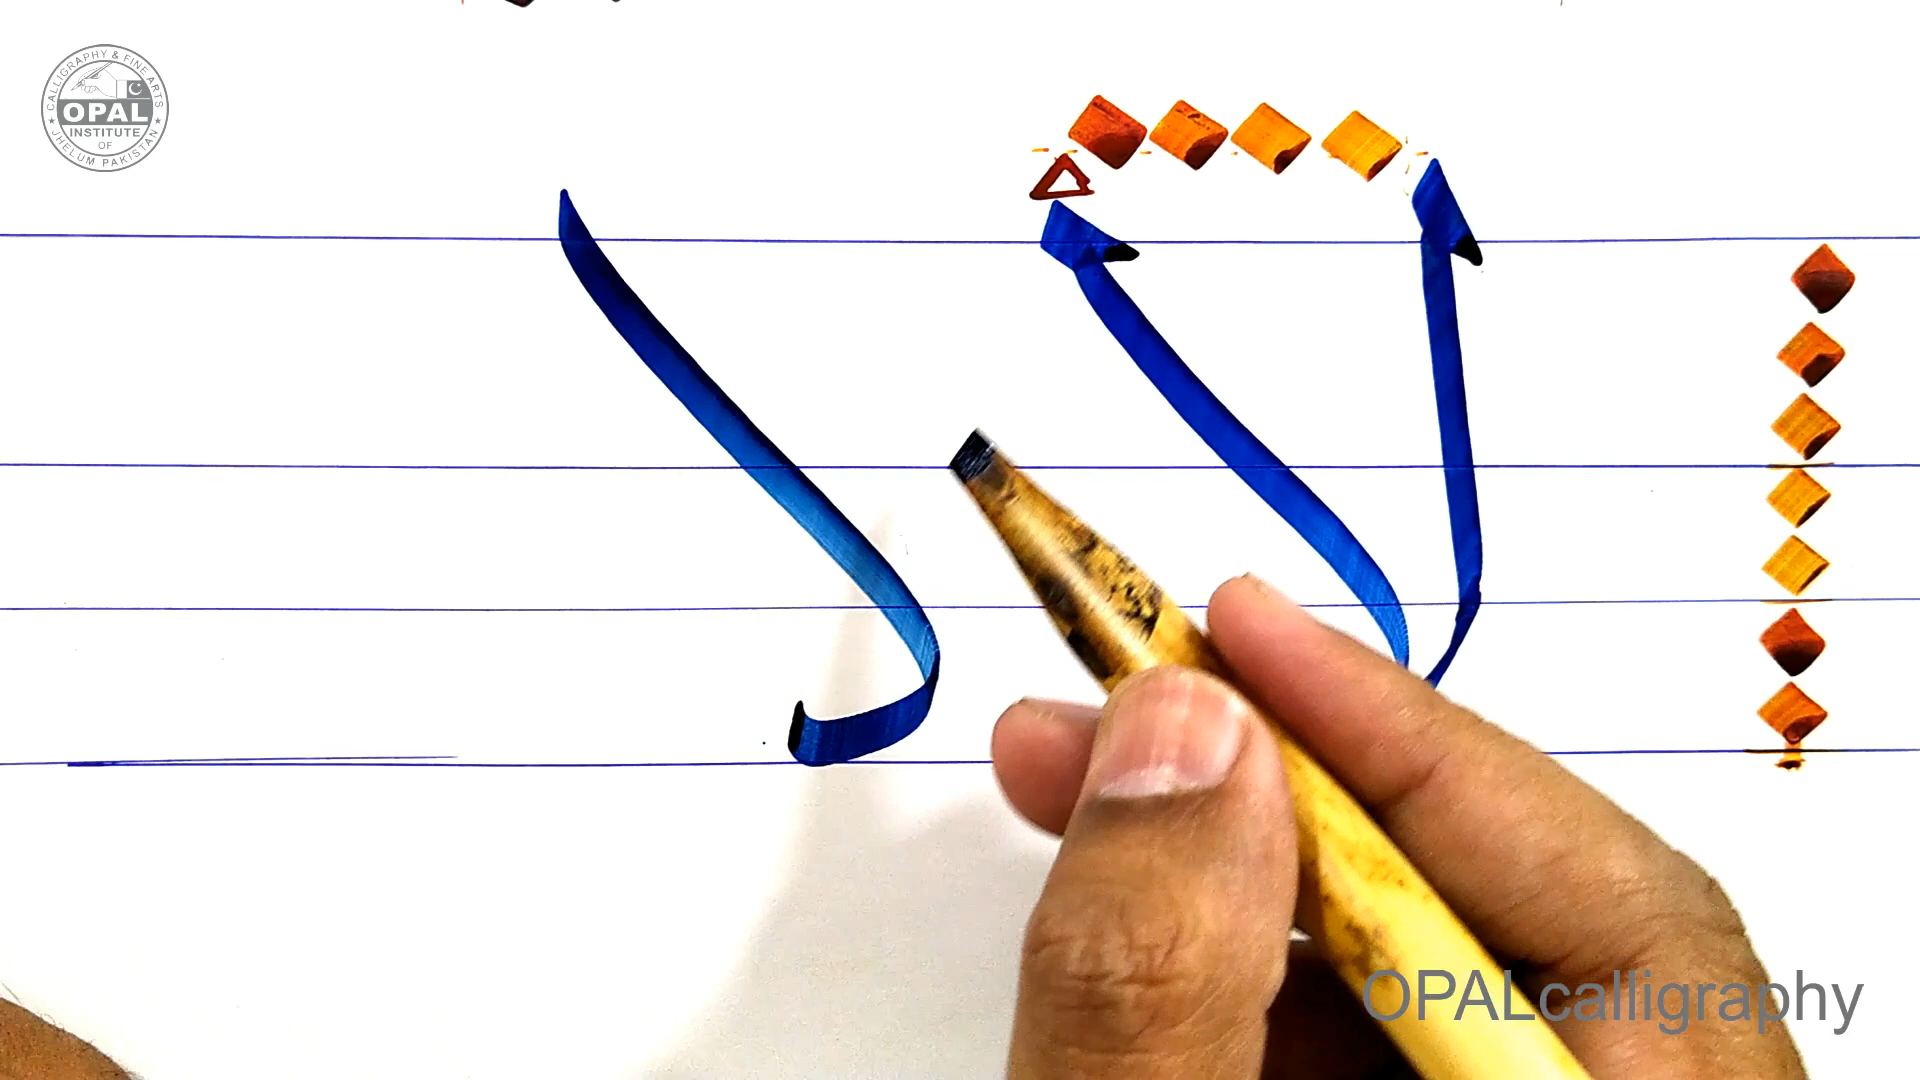 CALLIGRAPHY & FINE ARTS
OPAL
INSTITUTE
OF
JHELUM PAKISTAN
لا
OPALcalligraphy